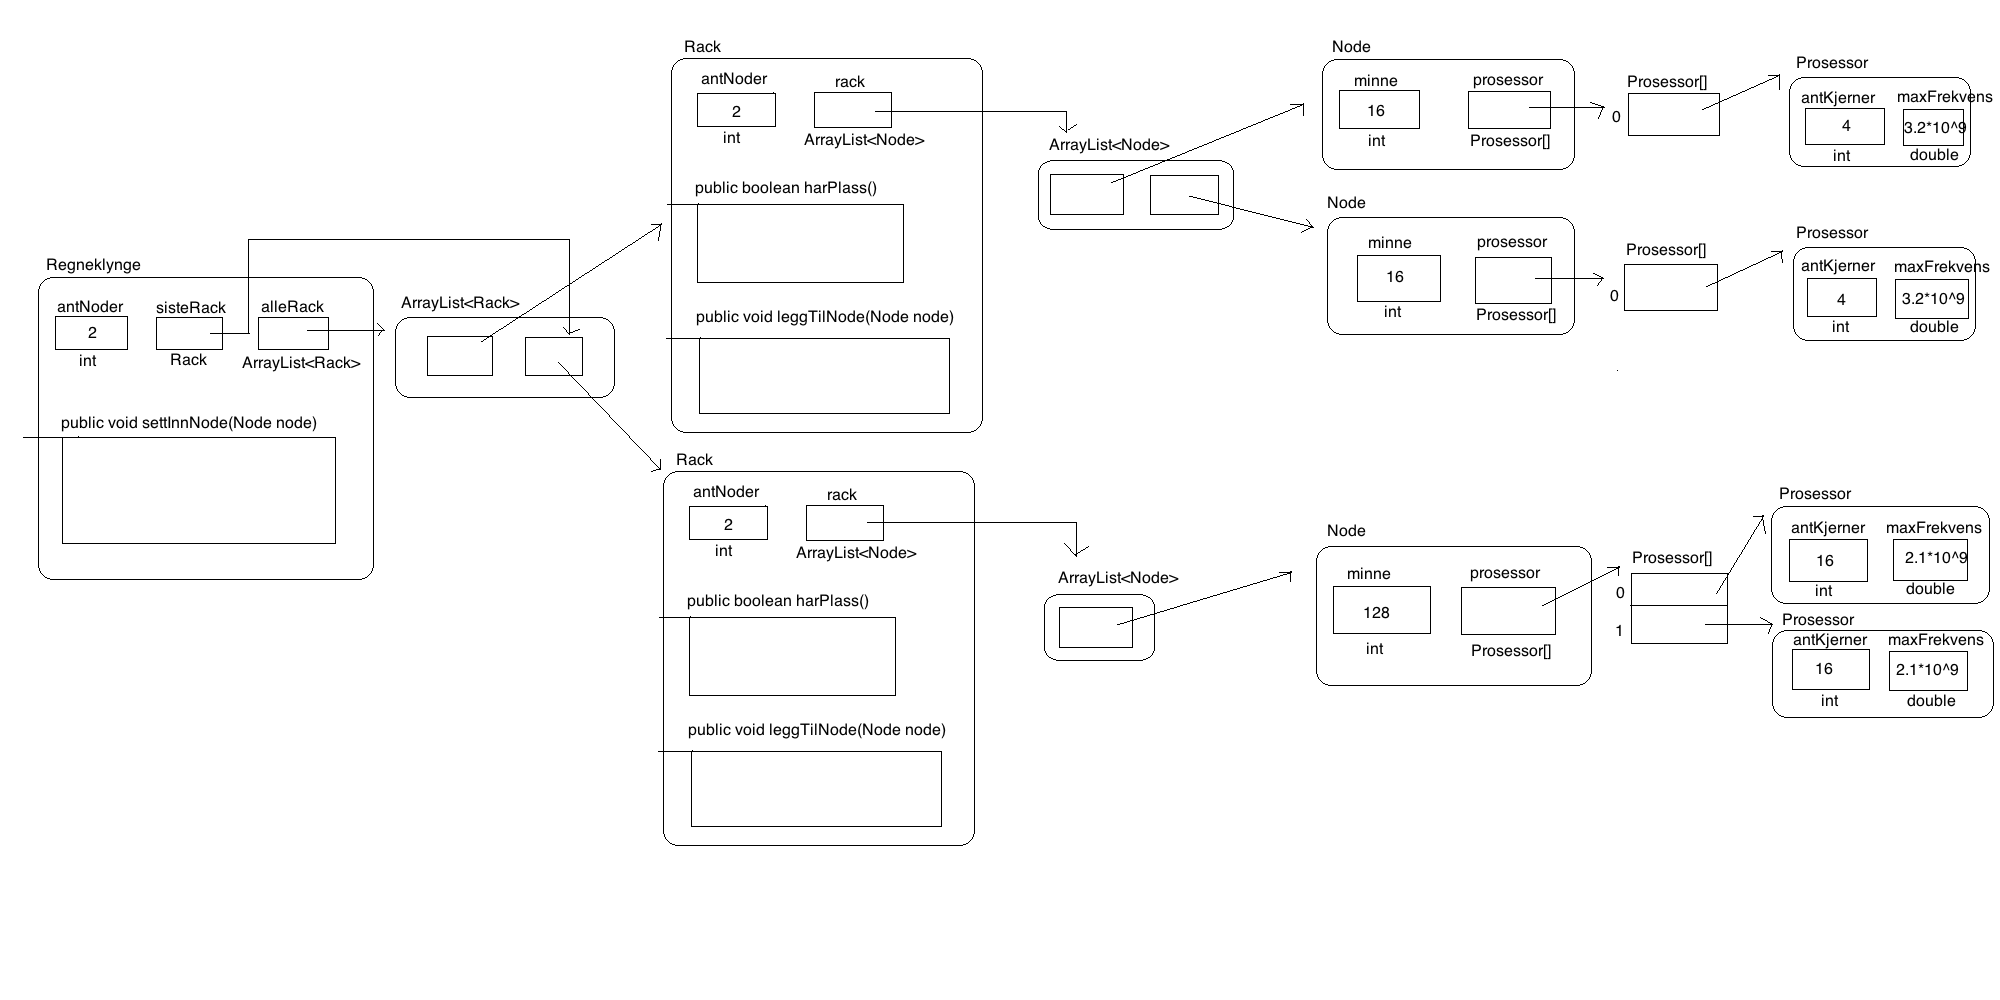 Regneklynge
antNoder
sisteRack
alleRack
2
int
Rack
ArrayList<Rack>
public void settInnNode(Node node)
ArrayList<Rack>
Rack
antNoder
rack
2
int
ArrayList<Node>
public boolean harPlass()
public void leggTilNode(Node node)
ArrayList<Node>
Node
minne
prosessor
16
int
Prosessor[]
Prosessor[]
0
Prosessor
antKjerner
maxFrekvens
4
3.2*10^9
int
double
Node
minne
prosessor
16
int
Prosessor[]
Prosessor[]
0
Prosessor
antKjerner
maxFrekvens
4
3.2*10^9
int
double
Rack
antNoder
rack
2
int
ArrayList<Node>
public boolean harPlass()
public void leggTilNode(Node node)
ArrayList<Node>
Node
minne
prosessor
128
int
Prosessor[]
Prosessor[]
0
1
Prosessor
antKjerner
maxFrekvens
16
2.1*10^9
int
double
Prosessor
antKjerner
maxFrekvens
16
2.1*10^9
int
double